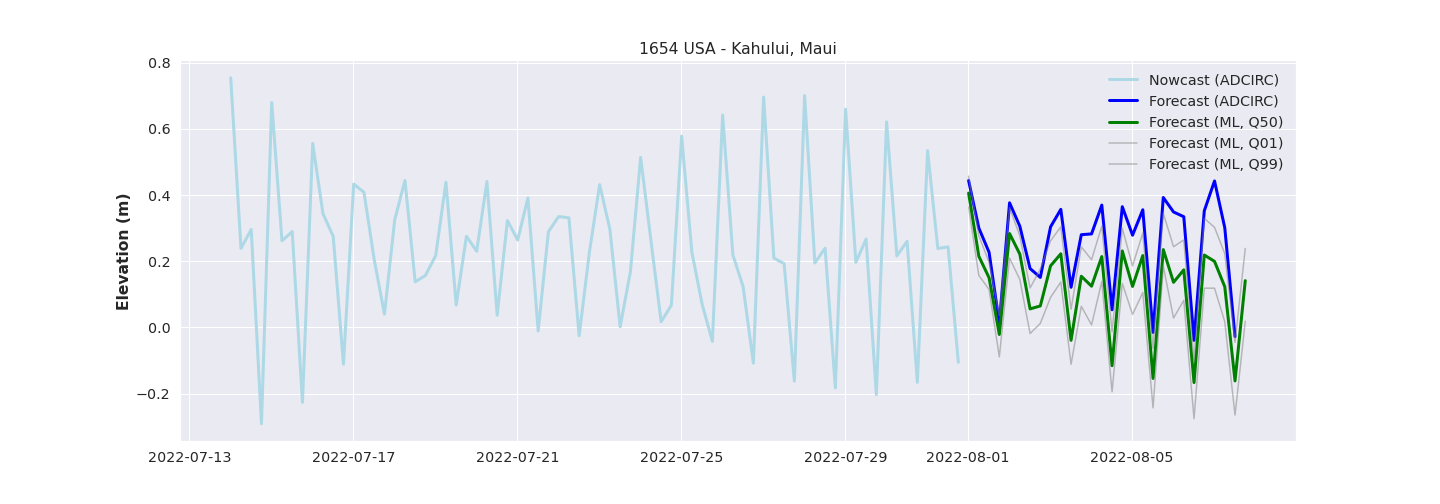 1654 USA - Kahului, Maui
Elevation (m)
0.8
0.6
0.4
0.2
0.0
−0.2
Nowcast (ADCIRC)
Forecast (ADCIRC)
Forecast (ML, Q50)
Forecast (ML, Q01)
Forecast (ML, Q99)
2022-07-13 2022-07-17 2022-07-21 2022-07-25 2022-07-29 2022-08-01 2022-08-05